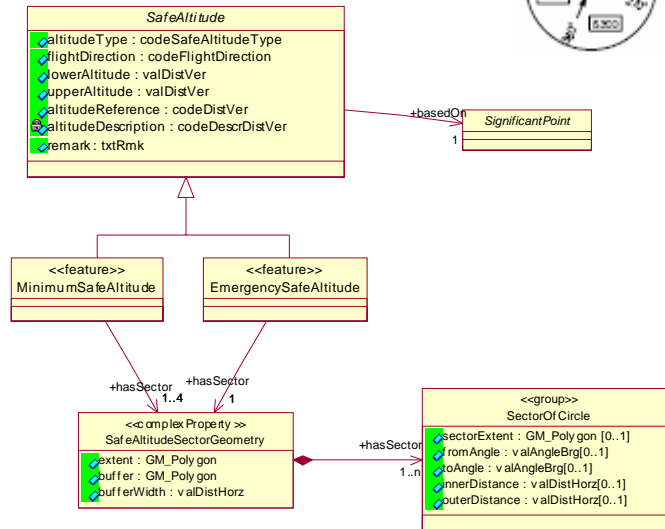 SafeAltitude
altitudeType : codeSafeAltitudeType
flightDirection : codeFlightDirection
lowerAltitude : valDistVer
upperAltitude : valDistVer
altitudeReference : codeDistVer
altitudeDescription : codeDescrDistVer
remark : txtRmk
5300
+basedOn
1
SignificantPoint
<<feature>>
MinimumSafeAltitude
<<feature>>
EmergencySafeAltitude
+hasSector
1..4
+hasSector
1
<<complexProperty >>
SafeAltitudeSectorGeometry
extent : GM_Polygon
buffer : GM_Polygon
bufferWidth : valDistHorz
+hasSector
1..n
<<group>>
SectorOfCircle
sectorExtent : GM_Polygon [0..1]
fromAngle : valAngleBrg[0..1]
toAngle : valAngleBrg[0..1]
innerDistance : valDistHorz[0..1]
outerDistance : valDistHorz[0..1]